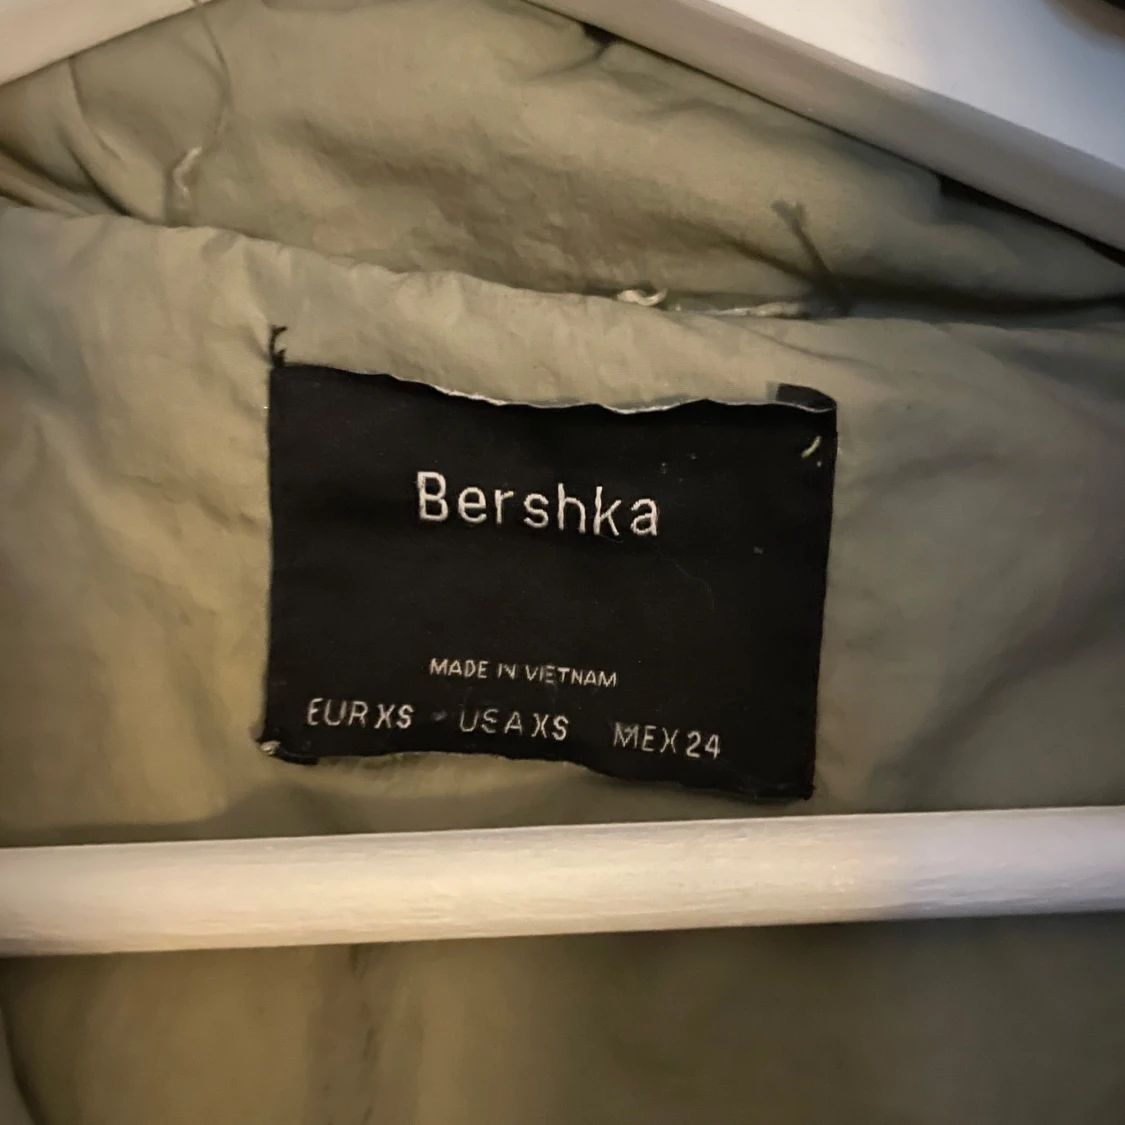 Bershka
MADE IN VIETNAM
EUR XS USA XS MEX 24